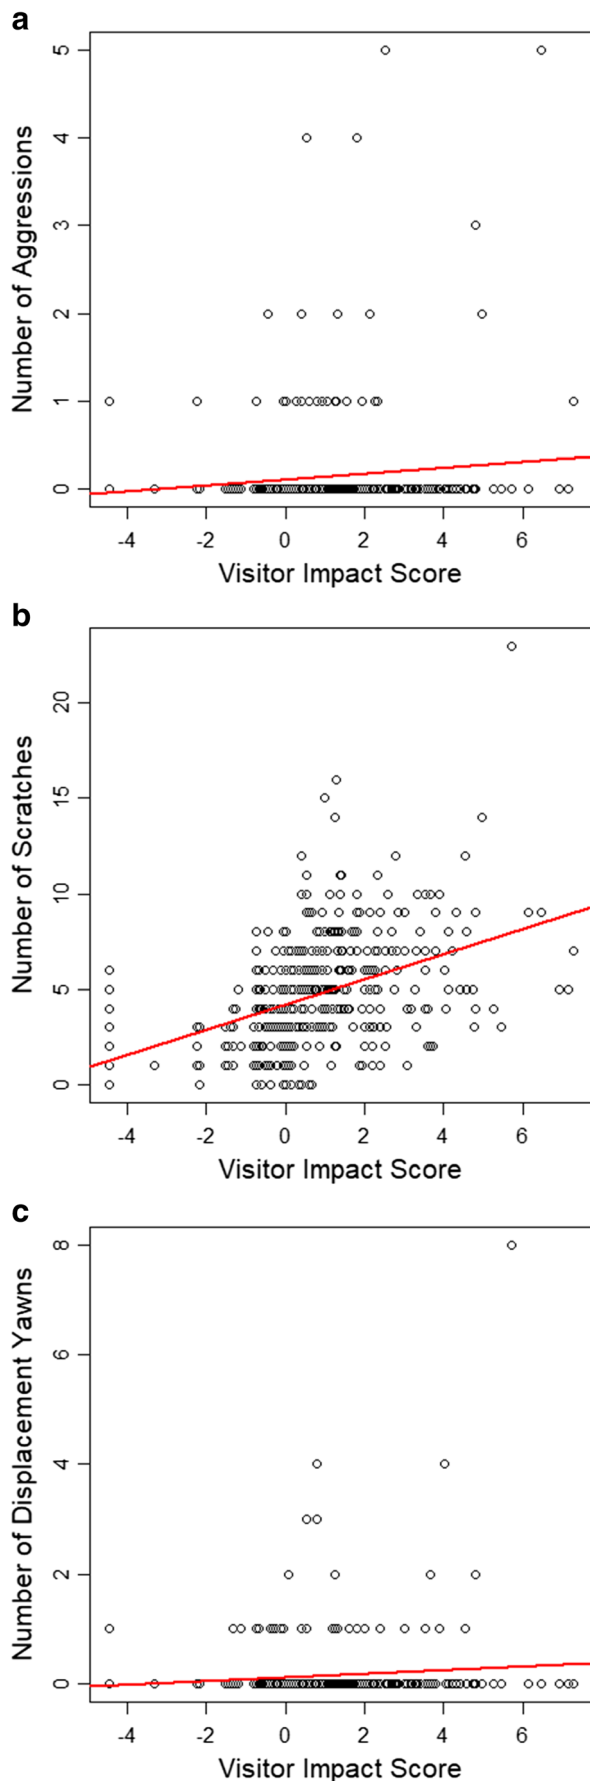 a
5
4
3
2
1
0
Number of Aggressions
-4 -2 0 2 4 6
Visitor Impact Score
b
20
15
10
5
0
Number of Scratches
-4 -2 0 2 4 6
Visitor Impact Score
c
8
6
4
2
0
Number of Displacement Yawns
-4 -2 0 2 4 6
Visitor Impact Score